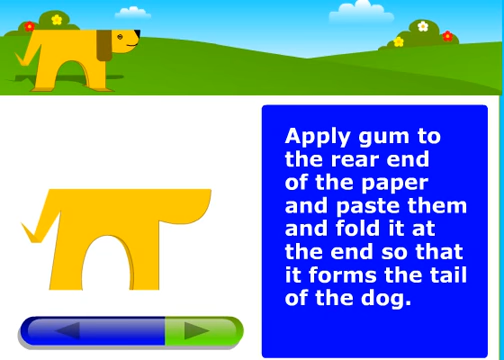 Apply gum to
the rear end
of the paper
and paste them
and fold it at
the end so that
it forms the tail
of the dog.